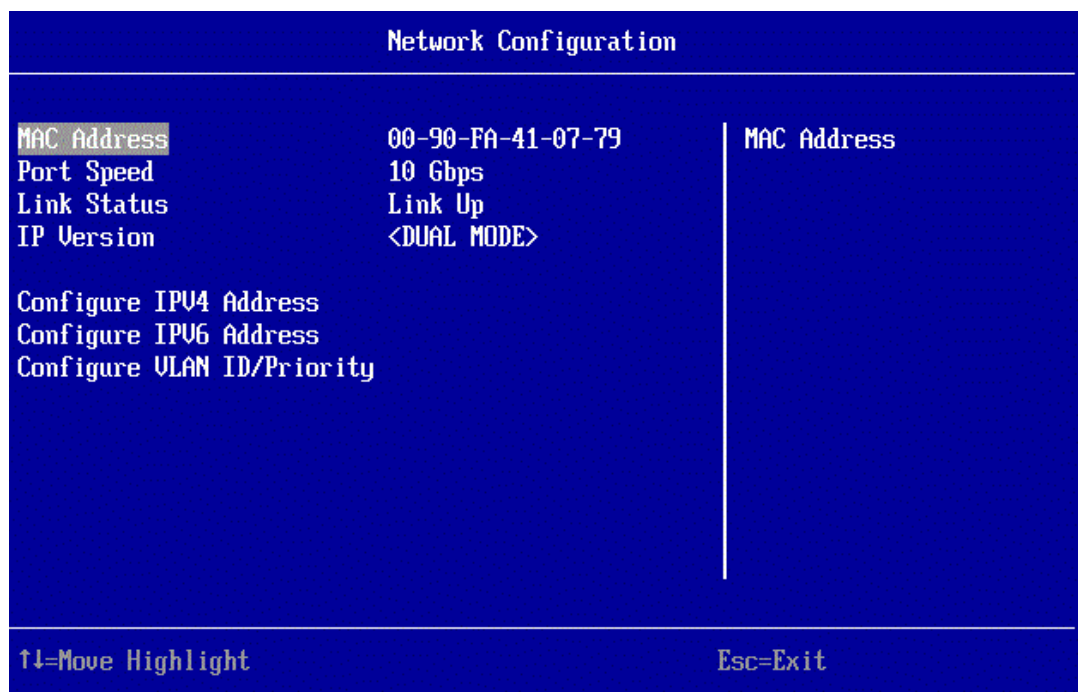 Network Configuration
MAC Address 00-90-FA-41-07-79 MAC Address
Port Speed 10 Gbps
Link Status Link Up
IP Version <DUAL MODE>
Configure IPV4 Address
Configure IPV6 Address
Configure VLAN ID/Priority
↑↓=Move Highlight Esc=Exit